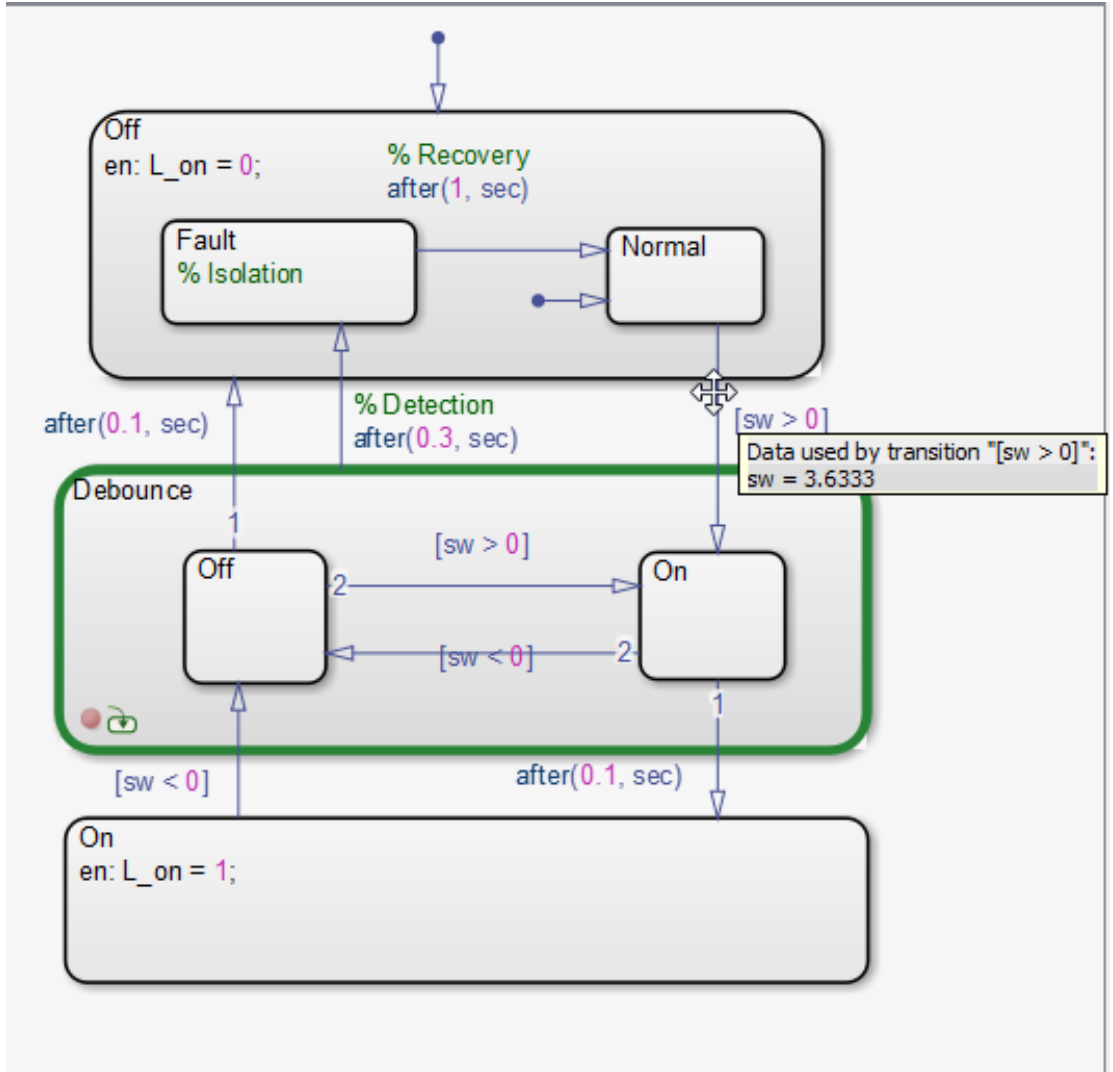 Off
en: L_on = 0;
% Recovery
after(1, sec)
Fault
% Isolation
Normal
after(0.1, sec)
% Detection
after(0.3, sec)
[sw > 0]
Data used by transition "[sw > 0]":
sw = 3.6333
Debounce
1
[sw > 0]
Off
2
On
[sw < 0]
2
1
[sw < 0]
after(0.1, sec)
On
en: L_on = 1;